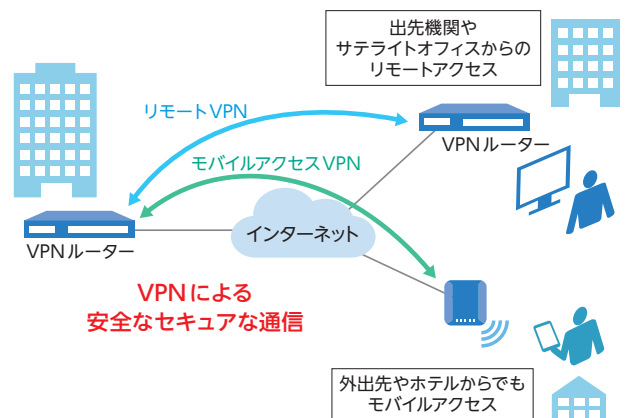 出先機関や
サテライトオフィスからの
リモートアクセス
リモートVPN
VPNルーター
モバイルアクセスVPN
インターネット
VPNルーター
VPNによる
安全なセキュアな通信
外出先やホテルからでも
モバイルアクセス